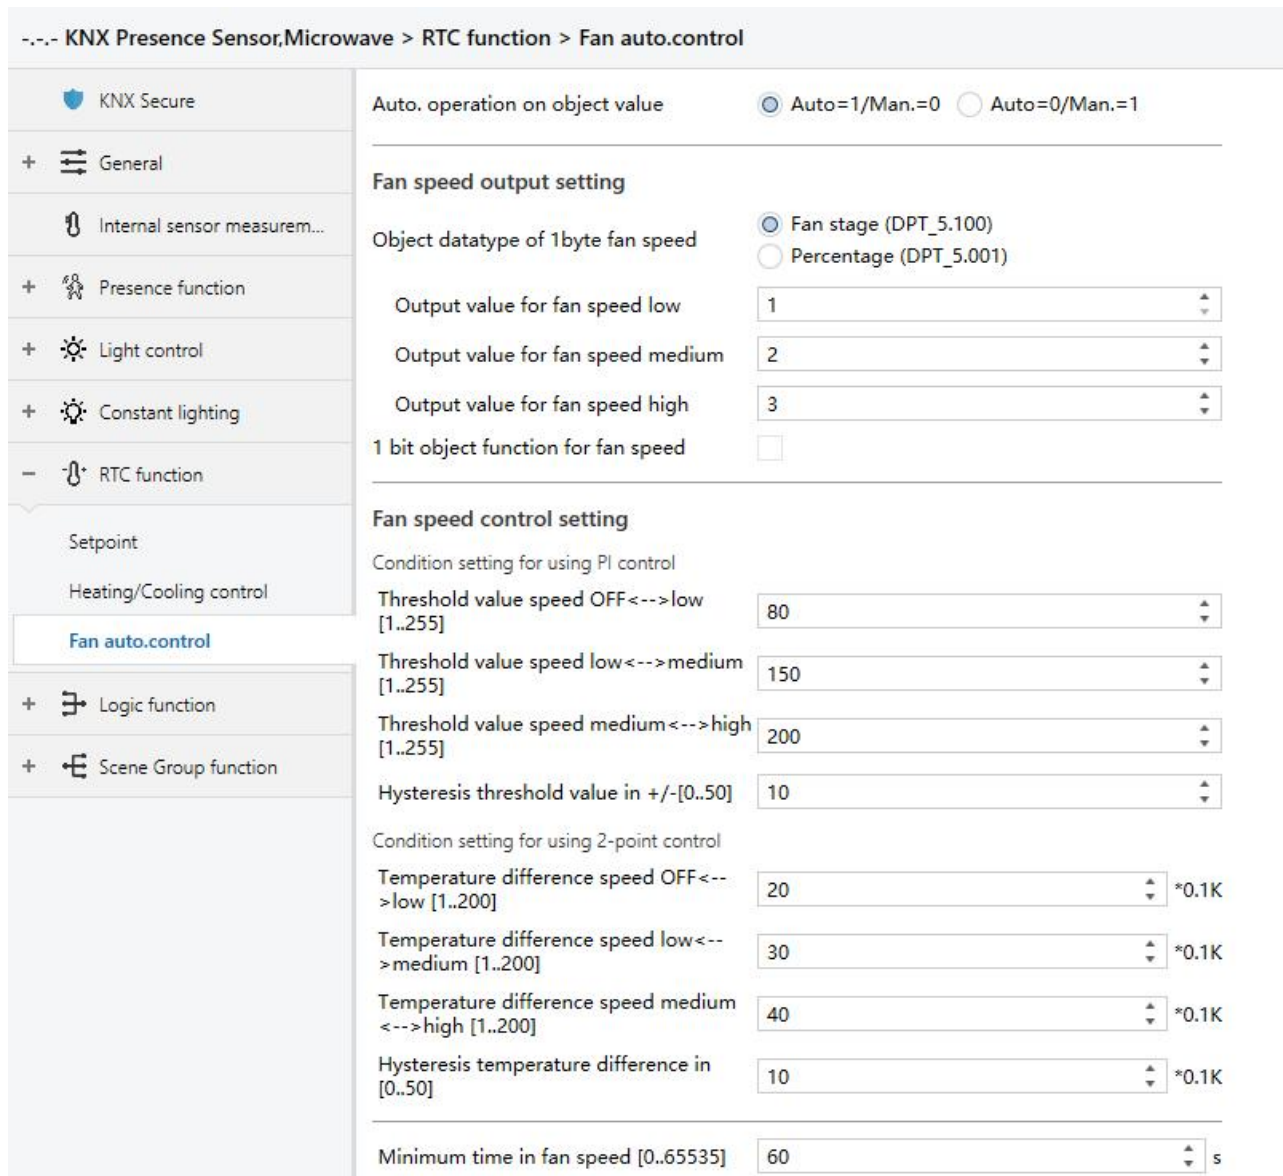 -.-.- KNX Presence Sensor,Microwave > RTC function > Fan auto.control
KNX Secure
+ General
Internal sensor measurem...
+ Presence function
+ Light control
+ Constant lighting
− RTC function
Setpoint
Heating/Cooling control
Fan auto.control
+ Logic function
+ Scene Group function
Auto. operation on object value Auto=1/Man.=0 Auto=0/Man.=1
Fan speed output setting
Object datatype of 1byte fan speed
Fan stage (DPT_5.100)
Percentage (DPT_5.001)
Output value for fan speed low 1
Output value for fan speed medium 2
Output value for fan speed high 3
1 bit object function for fan speed
Fan speed control setting
Condition setting for using PI control
Threshold value speed OFF<-->low
[1..255]
80
Threshold value speed low<-->medium
[1..255]
150
Threshold value speed medium<-->high
[1..255]
200
Hysteresis threshold value in +/-[0..50] 10
Condition setting for using 2-point control
Temperature difference speed OFF<--
>low [1..200]
20 *0.1K
Temperature difference speed low<--
>medium [1..200]
30 *0.1K
Temperature difference speed medium
<-->high [1..200]
40 *0.1K
Hysteresis temperature difference in
[0..50]
10 *0.1K
Minimum time in fan speed [0..65535] 60 s